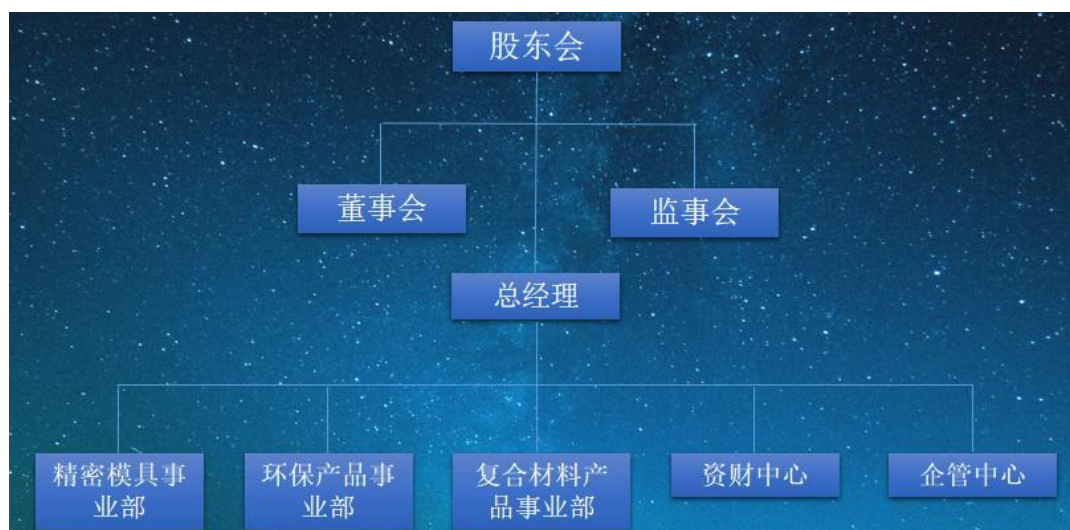 股东会
董事会
监事会
总经理
精密模具事
业部
环保产品事
业部
复合材料产
品事业部
资财中心
企管中心